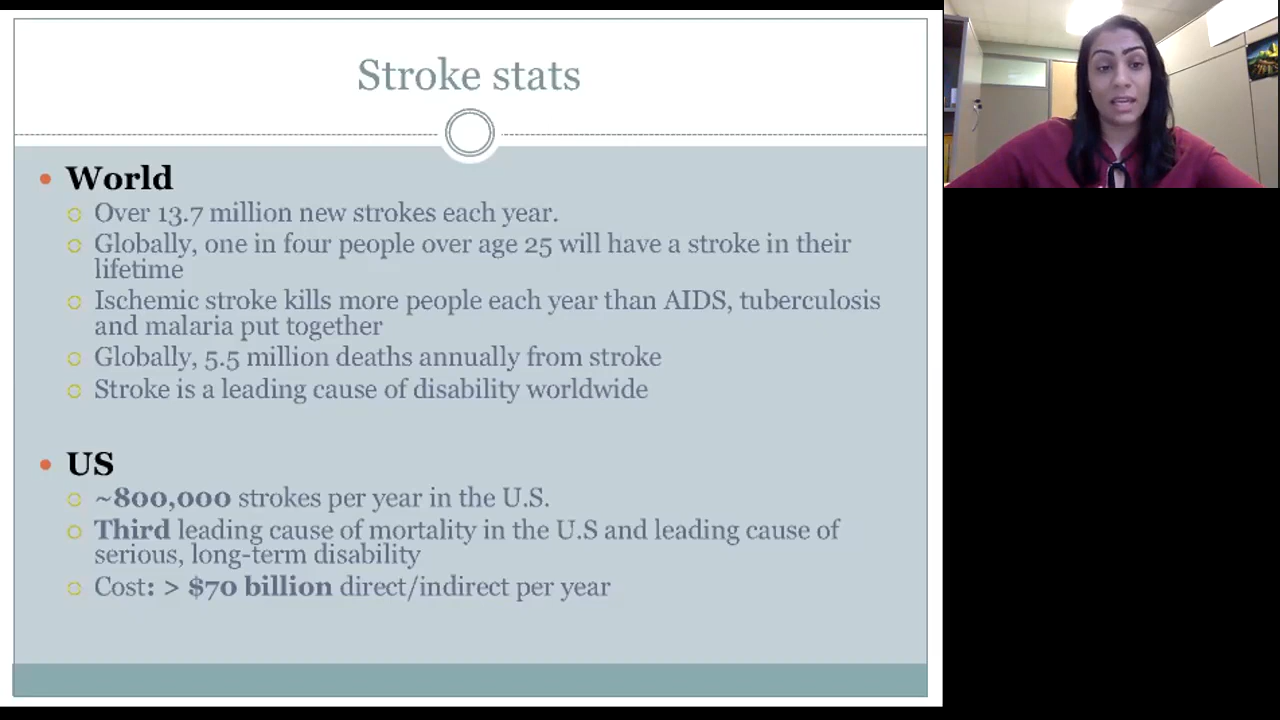 Stroke stats
World
Over 13.7 million new strokes each year.
Globally, one in four people over age 25 will have a stroke in their
lifetime
Ischemic stroke kills more people each year than AIDS, tuberculosis
and malaria put together
Globally, 5.5 million deaths annually from stroke
Stroke is a leading cause of disability worldwide
US
~800,000 strokes per year in the U.S.
Third leading cause of mortality in the U.S and leading cause of
serious, long-term disability
Cost: > $70 billion direct/indirect per year